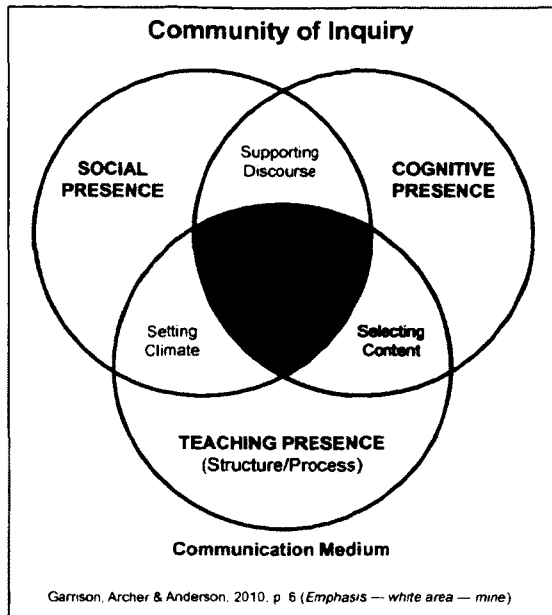 Community of Inquiry
SOCIAL
PRESENCE
Supporting
Discourse
COGNITIVE
PRESENCE
Setting
Climate
Selecting
Content
TEACHING PRESENCE
(Structure/Process)
Communication Medium
Garrison, Archer & Anderson, 2010, p 6 (Emphasis — white area — mine)